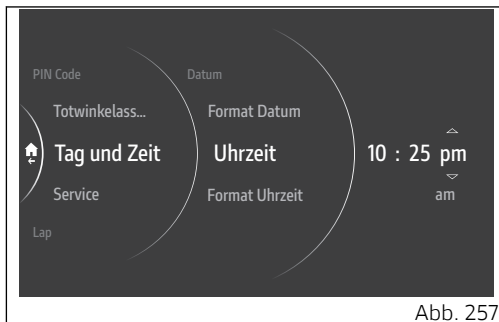 PIN Code
Datum
Totwinkelass...
Format Datum
Tag und Zeit
Uhrzeit
10 : 25 pm
Service
Format Uhrzeit
am
Lap
Abb. 257